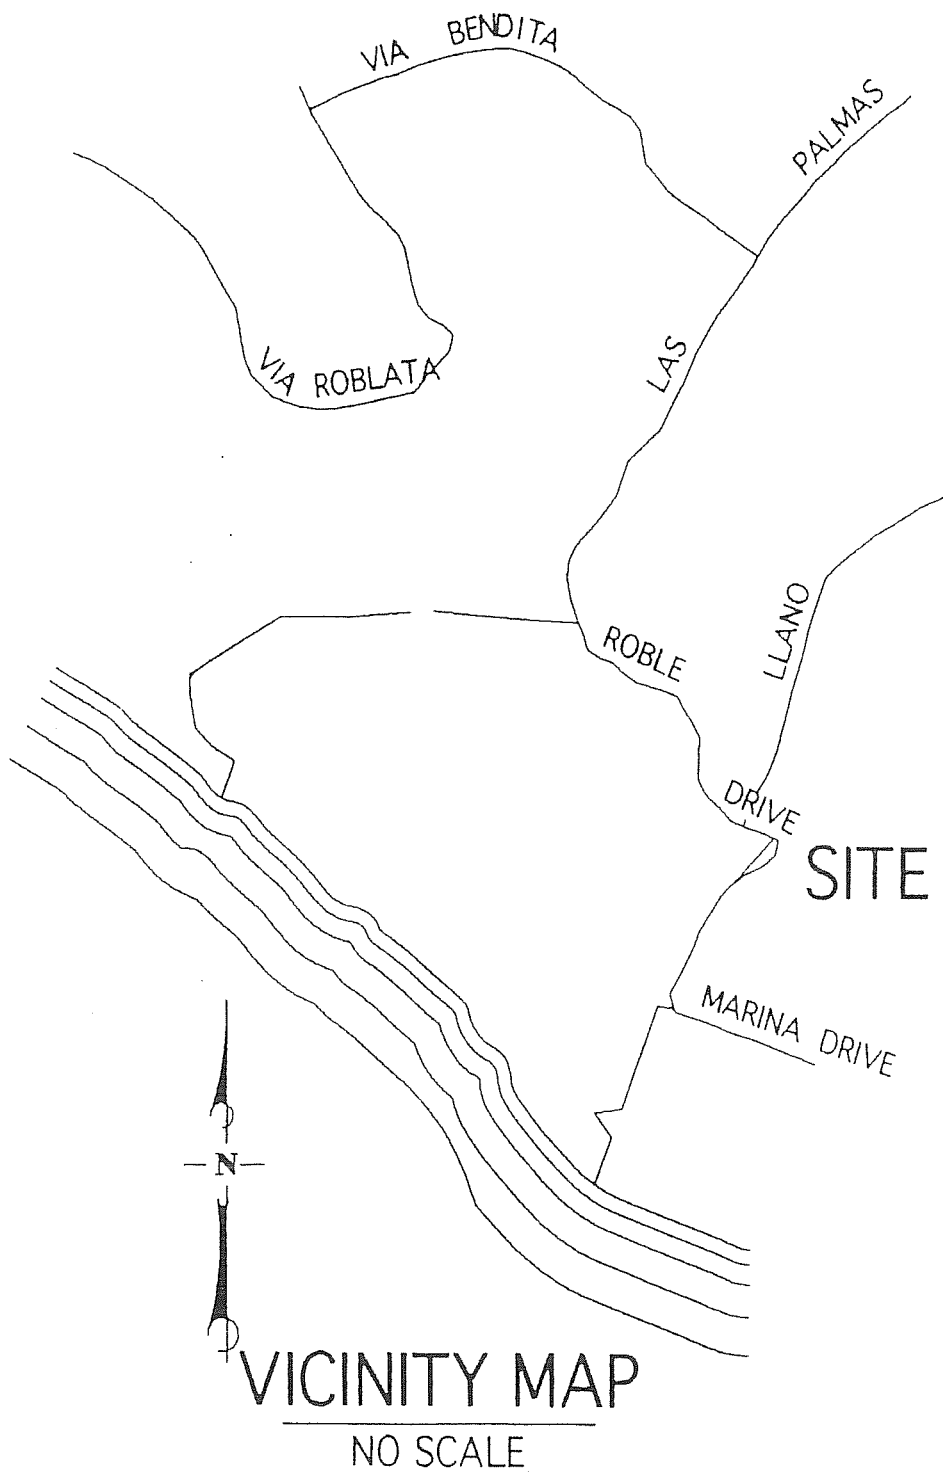 VIA BENDITA
LAS PALMAS
VIA ROBLATA
LLANO
ROBLE DRIVE
SITE
MARINA DRIVE
N
VICINITY MAP
NO SCALE